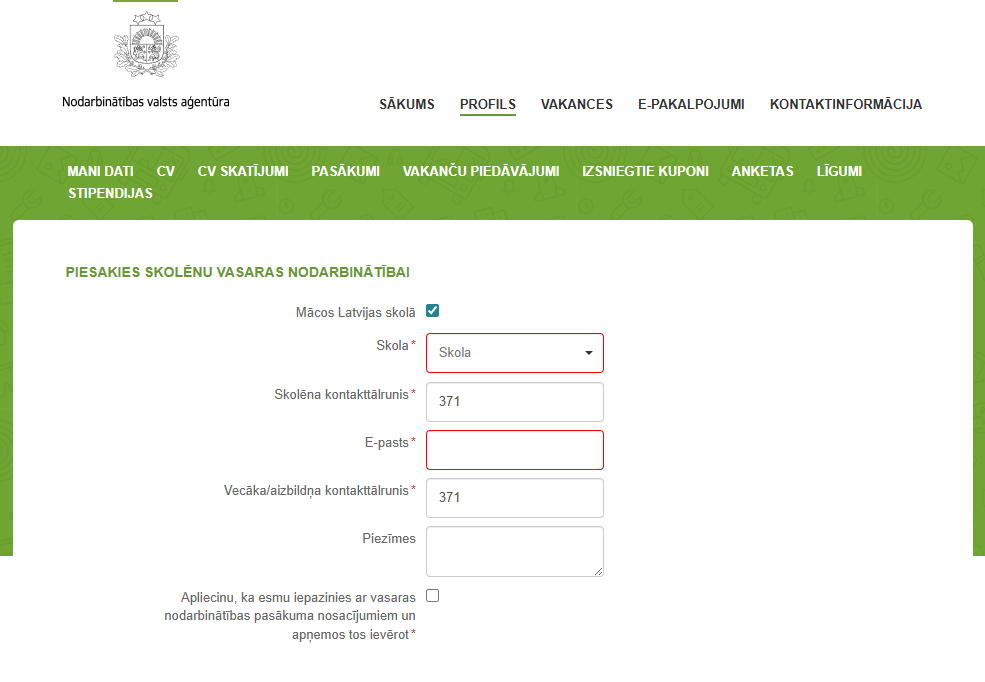 Nodarbinātības valsts aģentūra
SĀKUMS PROFILS VAKANCES E-PAKALPOJUMI KONTAKTINFORMĀCIJA
MANI DATI CV CV SKATĪJUMI PASĀKUMI VAKANČU PIEDĀVĀJUMI IZSNIEGTIE KUPONI ANKETAS LĪGUMI
STIPENDIJAS
PIESAKIES SKOLĒNU VASARAS NODARBINĀTĪBAI
Mācos Latvijas skolā
Skola* Skola
Skolēna kontakttālrunis* 371
E-pasts*
Vecāka/aizbildņa kontakttālrunis* 371
Piezīmes
Apliecinu, ka esmu iepazinies ar vasaras
nodarbinātības pasākuma nosacījumiem un
apņemos tos ievērot*